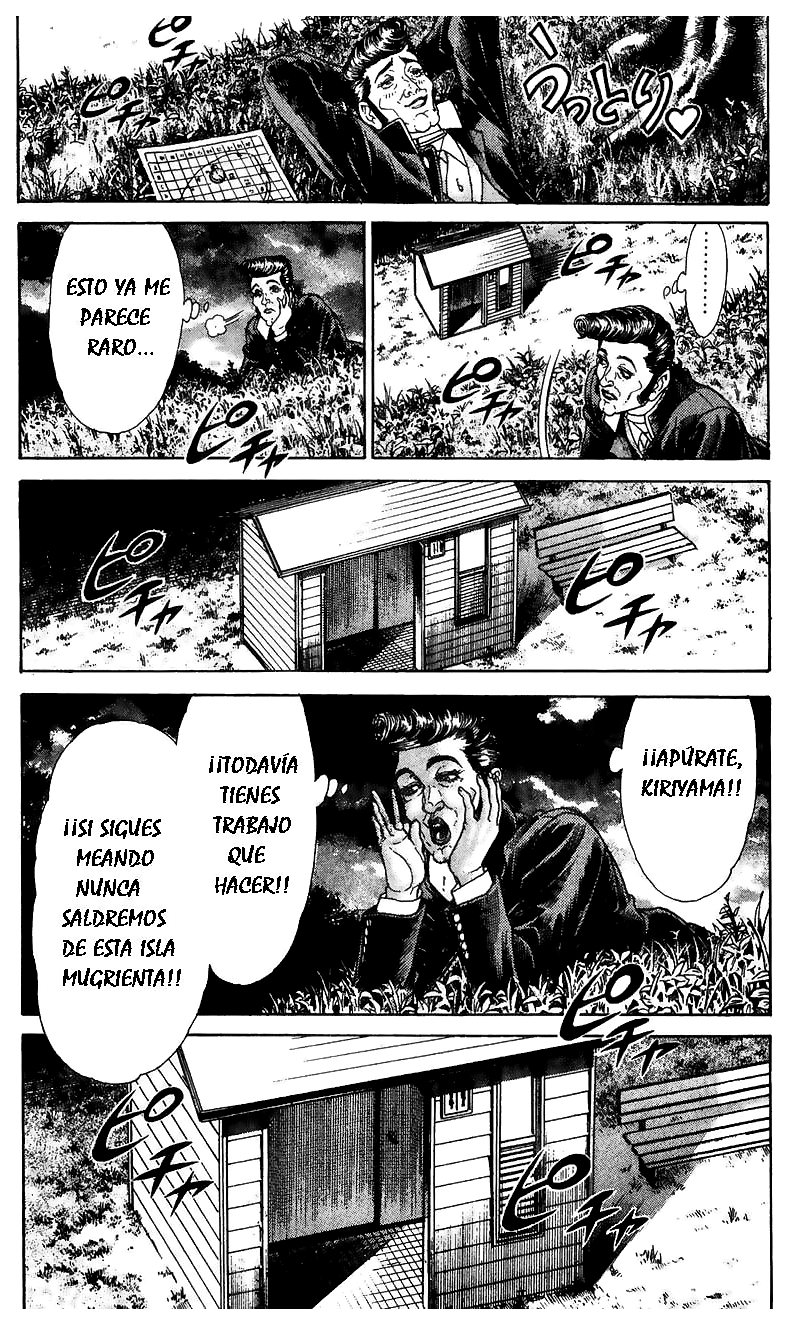 ピチャ
ピチャ
うっとり♡
………
ピチャ
ピチャ
ESTO YA ME
PARECE
RARO...
ピチャ
ピチャ
ピチャ
¡¡APÚRATE,
KIRIYAMA!!
¡¡TODAVÍA
TIENES
TRABAJO
QUE
HACER!!
¡¡SI SIGUES
MEANDO
NUNCA
SALDREMOS
DE ESTA ISLA
MUGRIENTA!!
ピチャ
ピチャ
ピチャ